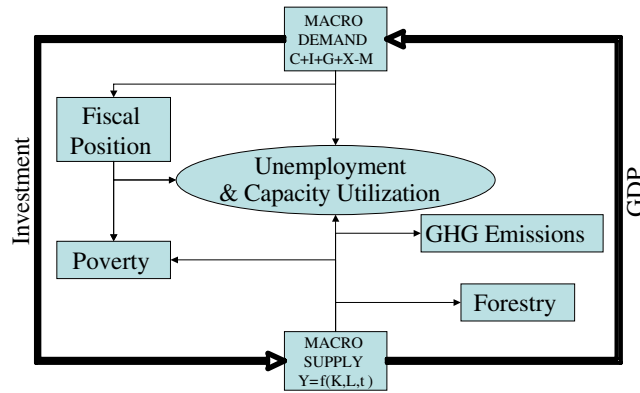 MACRO
DEMAND
C+I+G+X-M
Fiscal
Position
Unemployment
& Capacity Utilization
Investment
GDP
GHG Emissions
Poverty
Forestry
MACRO
SUPPLY
Y=f(K,L,t )